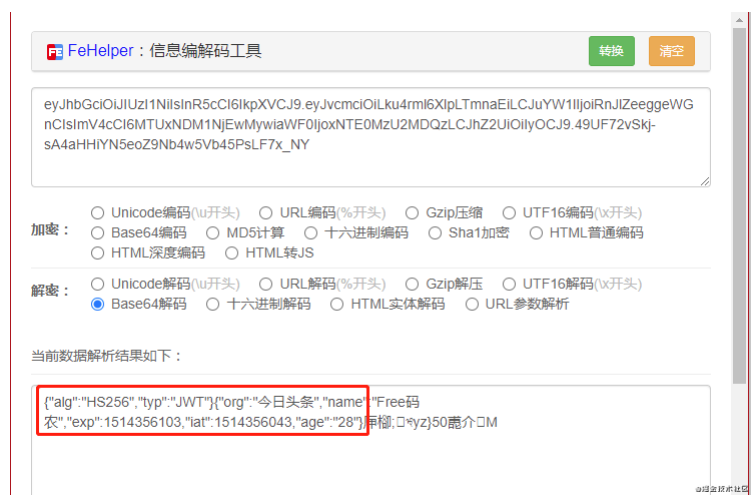 FeHelper：信息编解码工具
转换
清空
eyJhbGciOiJIUzI1NiIsInR5cCI6IkpXVCJ9.eyJvcmciOiLku4rml6XlpLTmnaEiLCJuYW1lIjoiRnJlZeeggeWG
nCIsImV4cCI6MTUxNDM1NjEwMywiaWF0IjoxNTE0MzU2MDQzLCJhZ2UiOiIyOCJ9.49UF72vSkj-
sA4aHHiYN5eoZ9Nb4w5Vb45PsLF7x_NY
加密：
Unicode编码(\u开头) URL编码(%开头) Gzip压缩 UTF16编码(\x开头)
Base64编码 MD5计算 十六进制编码 Sha1加密 HTML普通编码
HTML深度编码 HTML转JS
解密：
Unicode解码(\u开头) URL解码(%开头) Gzip解压 UTF16解码(\x开头)
Base64解码 十六进制解码 HTML实体解码 URL参数解析
当前数据解析结果如下：
{"alg":"HS256","typ":"JWT"}{"org":"今日头条","name":"Free码
农","exp":1514356103,"iat":1514356043,"age":"28"}
@掘金技术社区